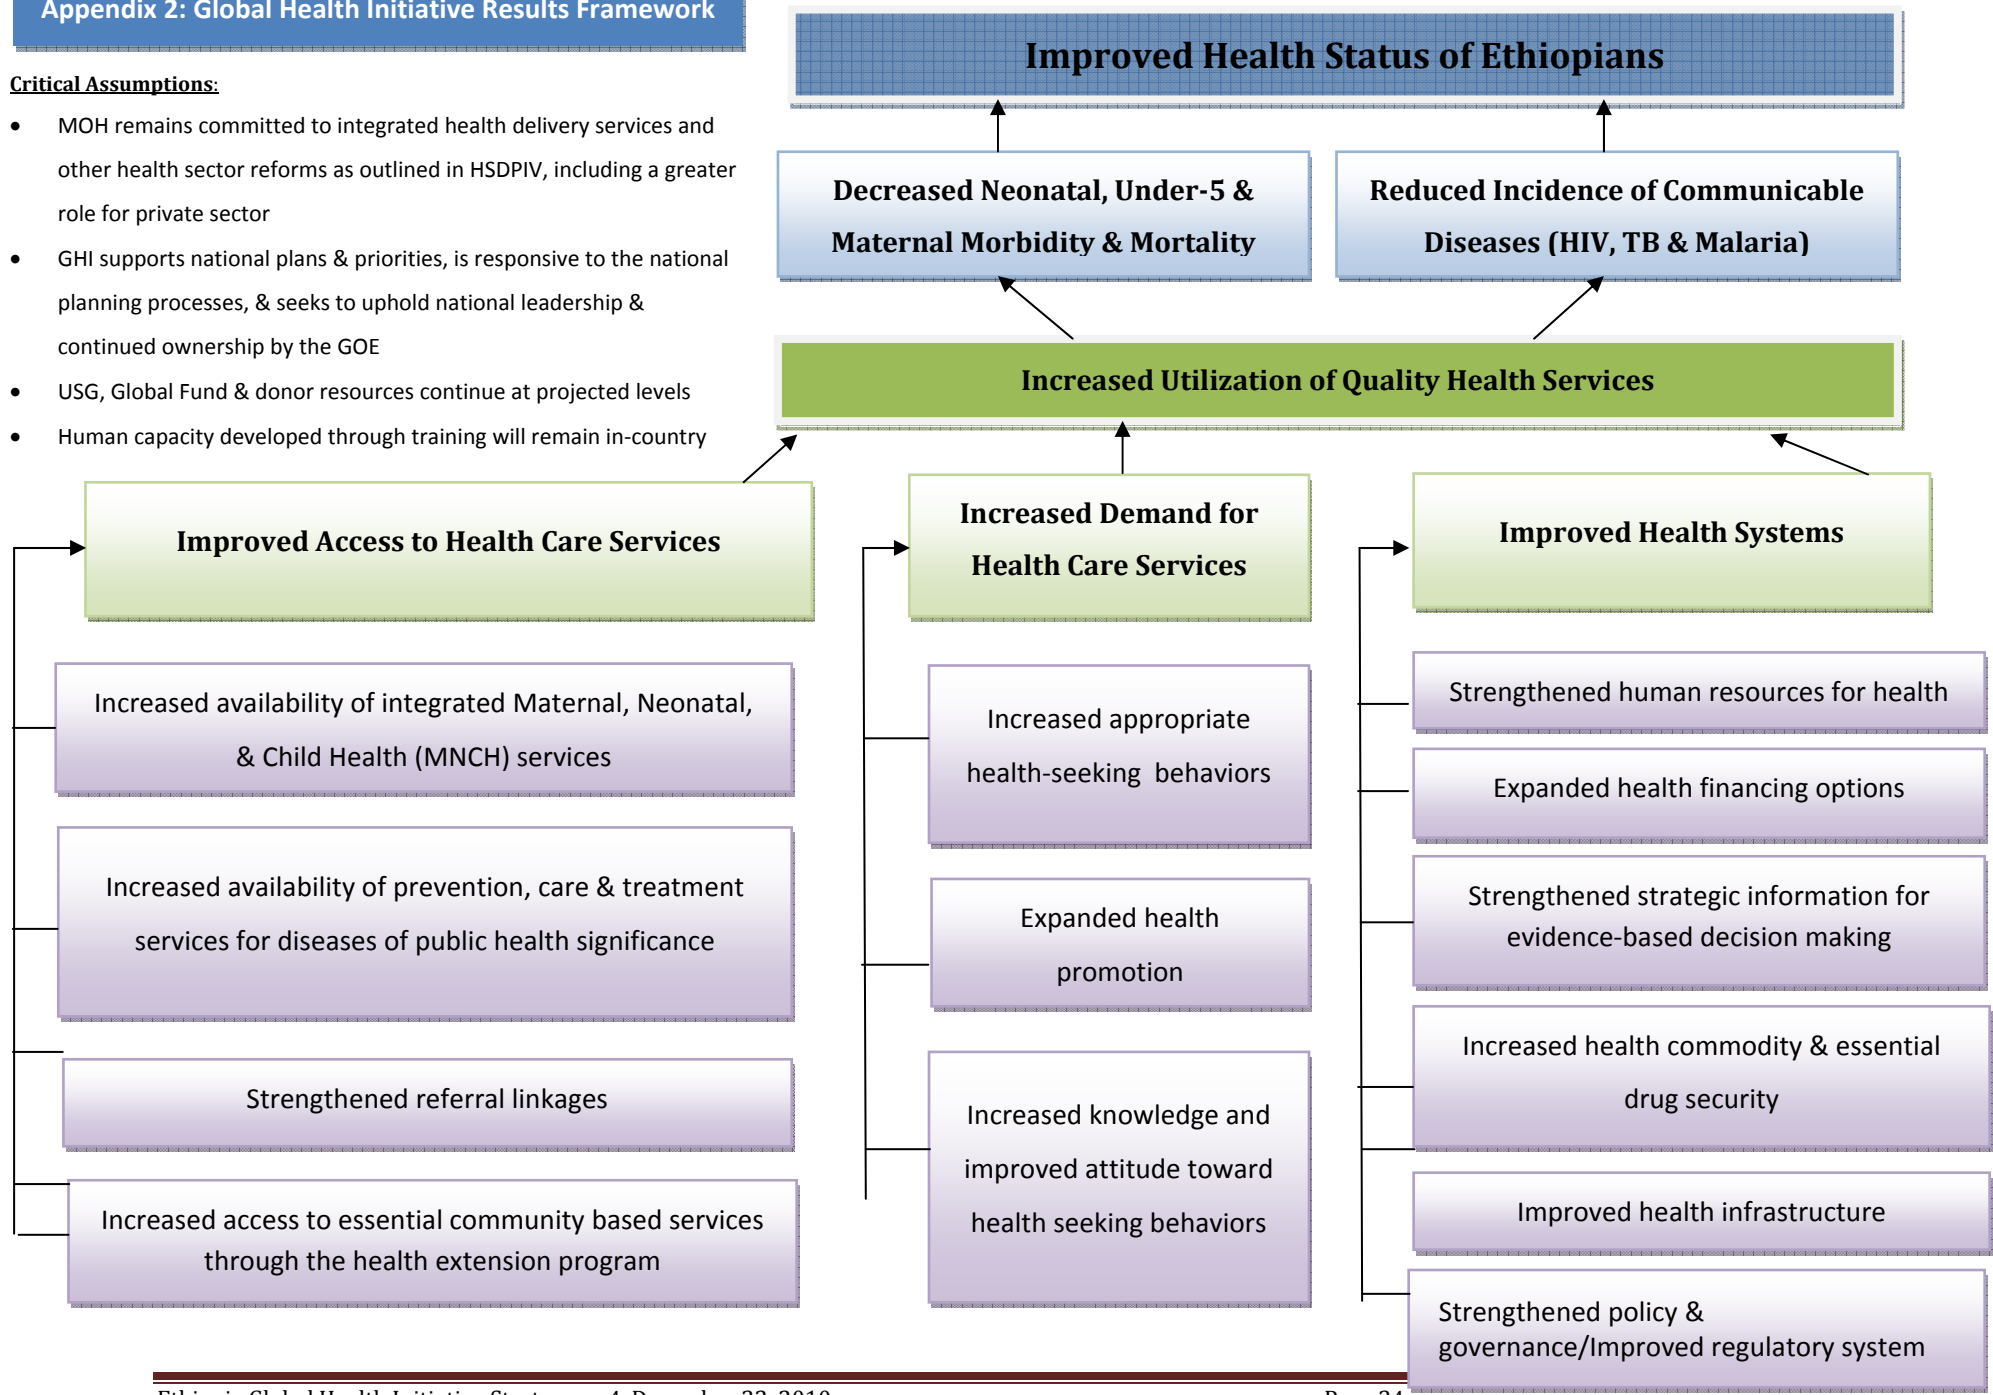 Appendix 2: Global Health Initiative Results Framework
Critical Assumptions:
• MOH remains committed to integrated health delivery services and
other health sector reforms as outlined in HSDPIV, including a greater
role for private sector
• GHI supports national plans & priorities, is responsive to the national
planning processes, & seeks to uphold national leadership &
continued ownership by the GOE
• USG, Global Fund & donor resources continue at projected levels
• Human capacity developed through training will remain in-country
Improved Health Status of Ethiopians
Decreased Neonatal, Under-5 &
Maternal Morbidity & Mortality
Reduced Incidence of Communicable
Diseases (HIV, TB & Malaria)
Increased Utilization of Quality Health Services
Improved Access to Health Care Services
Increased availability of integrated Maternal, Neonatal,
& Child Health (MNCH) services
Increased availability of prevention, care & treatment
services for diseases of public health significance
Strengthened referral linkages
Increased access to essential community based services
through the health extension program
Increased Demand for
Health Care Services
Increased appropriate
health-seeking behaviors
Expanded health
promotion
Increased knowledge and
improved attitude toward
health seeking behaviors
Improved Health Systems
Strengthened human resources for health
Expanded health financing options
Strengthened strategic information for
evidence-based decision making
Increased health commodity & essential
drug security
Improved health infrastructure
Strengthened policy &
governance/Improved regulatory system